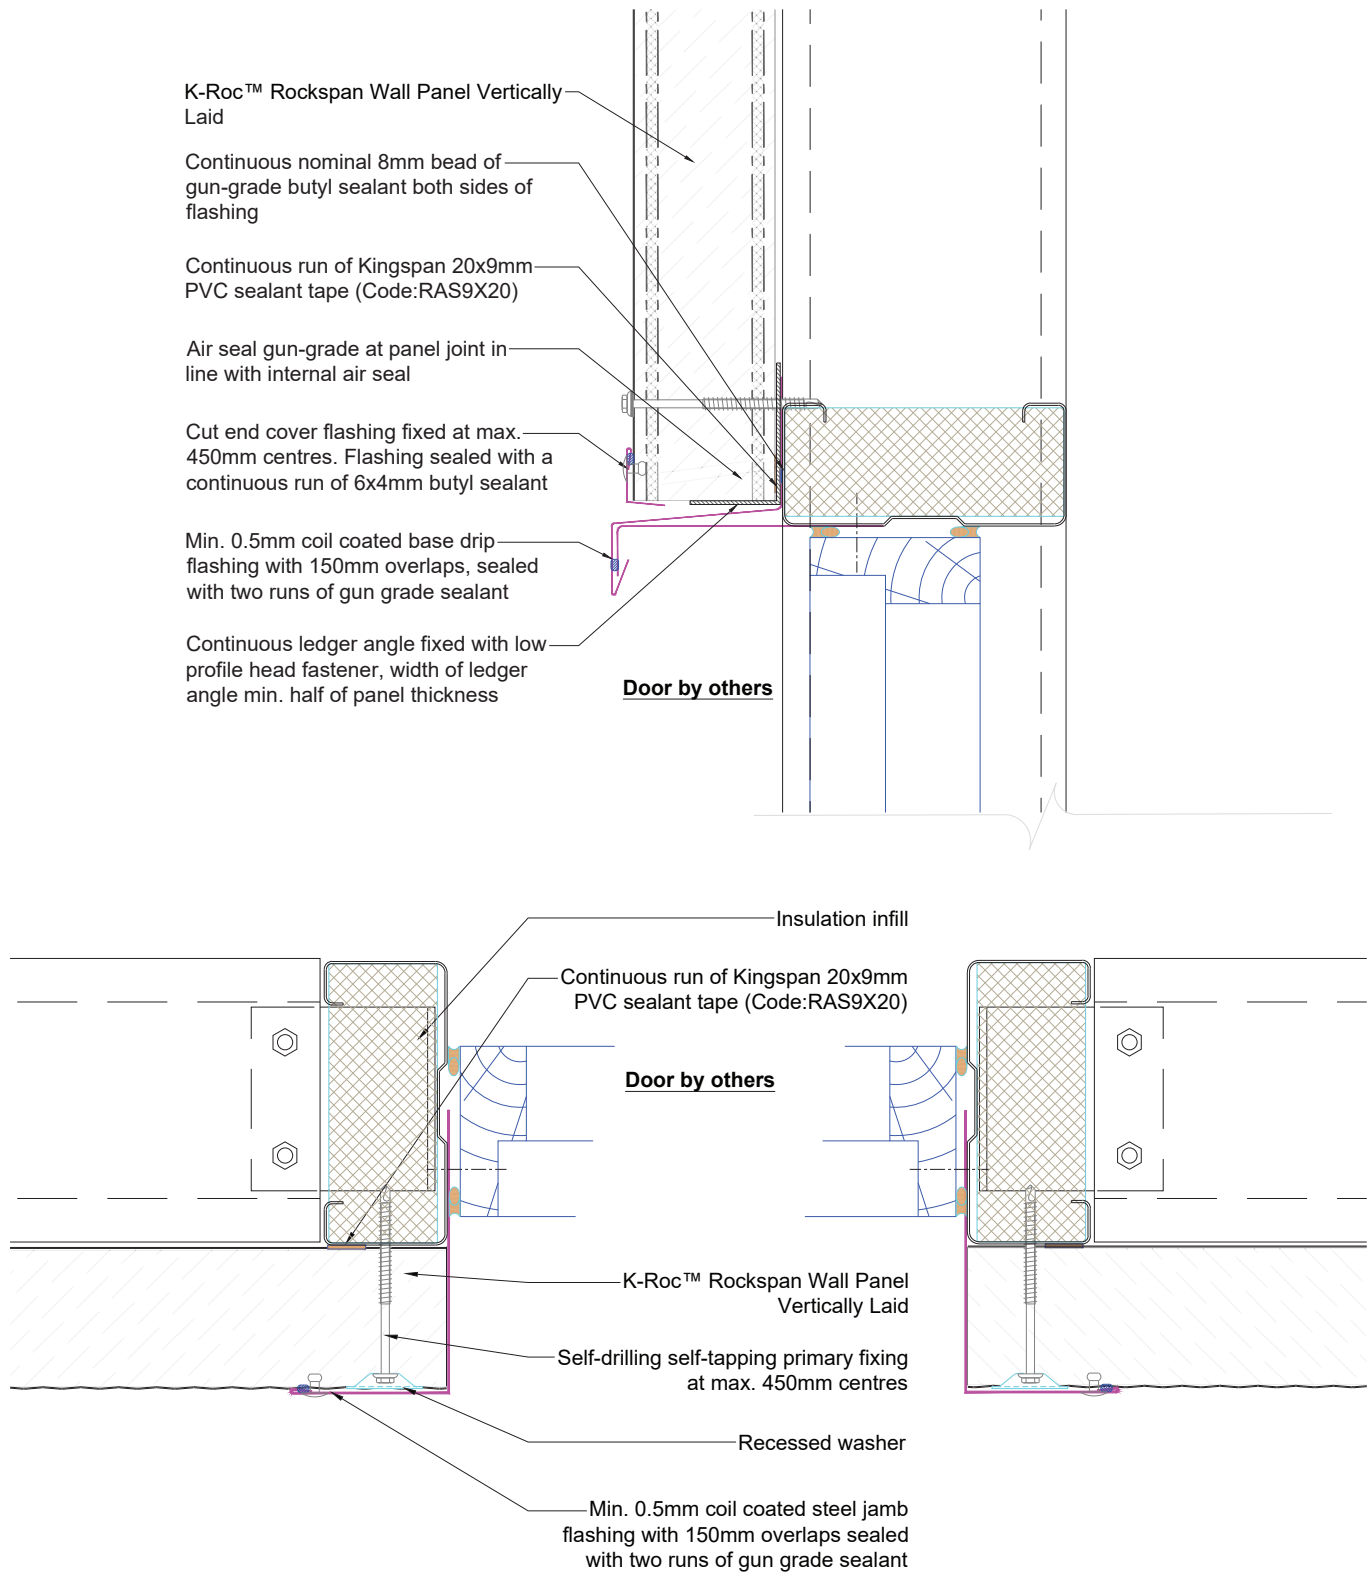 K-Roc™ Rockspan Wall Panel Vertically
Laid
Continuous nominal 8mm bead of
gun-grade butyl sealant both sides of
flashing
Continuous run of Kingspan 20x9mm
PVC sealant tape (Code:RAS9X20)
Air seal gun-grade at panel joint in
line with internal air seal
Cut end cover flashing fixed at max.
450mm centres. Flashing sealed with a
continuous run of 6x4mm butyl sealant
Min. 0.5mm coil coated base drip
flashing with 150mm overlaps, sealed
with two runs of gun grade sealant
Continuous ledger angle fixed with low
profile head fastener, width of ledger
angle min. half of panel thickness
Door by others
Insulation infill
Continuous run of Kingspan 20x9mm
PVC sealant tape (Code:RAS9X20)
Door by others
K-Roc™ Rockspan Wall Panel
Vertically Laid
Self-drilling self-tapping primary fixing
at max. 450mm centres
Recessed washer
Min. 0.5mm coil coated steel jamb
flashing with 150mm overlaps sealed
with two runs of gun grade sealant